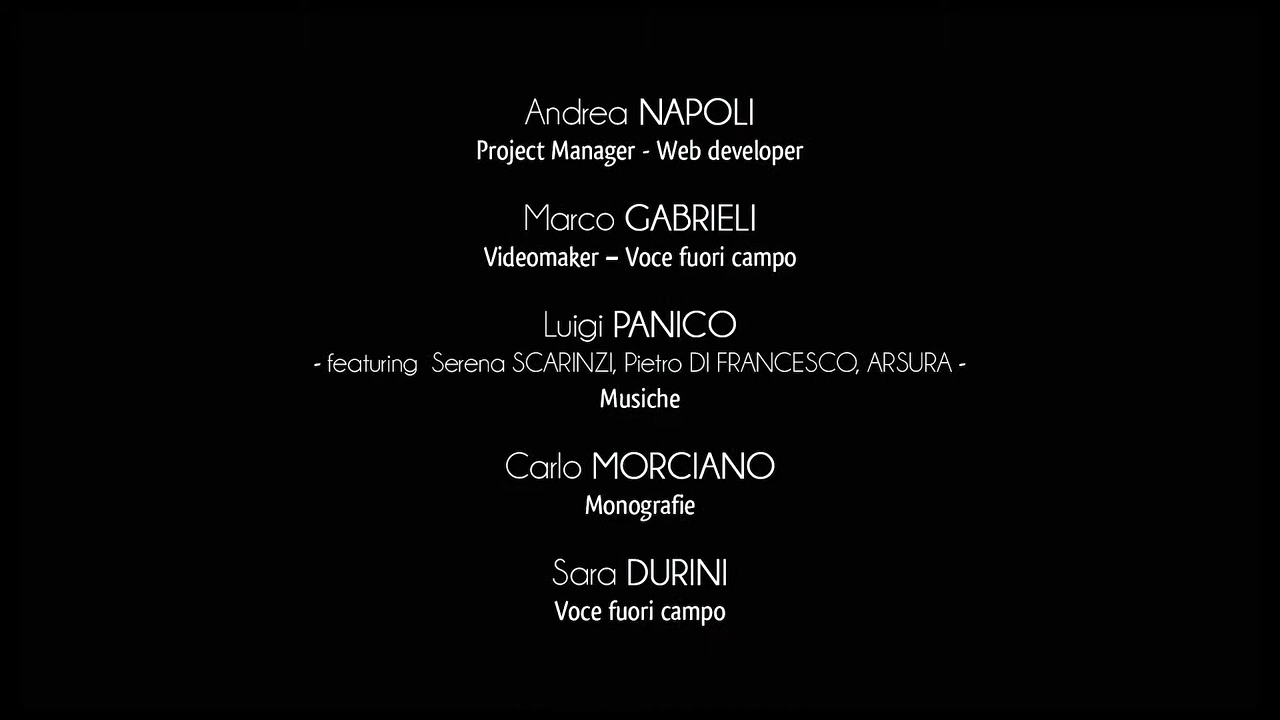 Andrea NAPOLI
Project Manager - Web developer
Marco GABRIELI
Videomaker – Voce fuori campo
Luigi PANICO
- featuring  Serena SCARINZI, Pietro DI FRANCESCO, ARSURA -
Musiche
Carlo MORCIANO
Monografie
Sara DURINI
Voce fuori campo